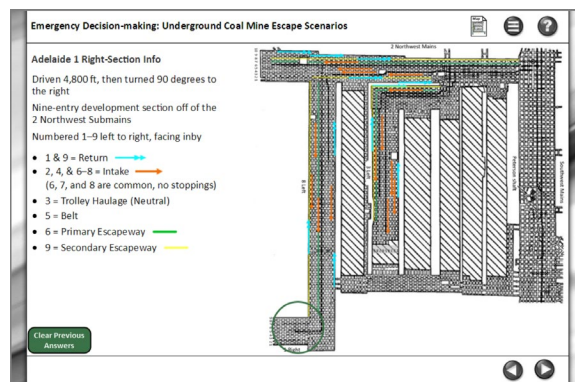 Emergency Decision-making: Underground Coal Mine Escape Scenarios
Map
?
Adelaide 1 Right-Section Info
Driven 4,800 ft, then turned 90 degrees to
the right
Nine-entry development section off of the
2 Northwest Submains
Numbered 1–9 left to right, facing inby
• 1 & 9 = Return
• 2, 4, & 6–8 = Intake
(6, 7, and 8 are common, no stoppings)
• 3 = Trolley Haulage (Neutral)
• 5 = Belt
• 6 = Primary Escapeway
• 9 = Secondary Escapeway
2 Northwest Mains
8 Left
7 Left
Peterson shaft
Southwest Mains
1 Right
Clear Previous
Answers